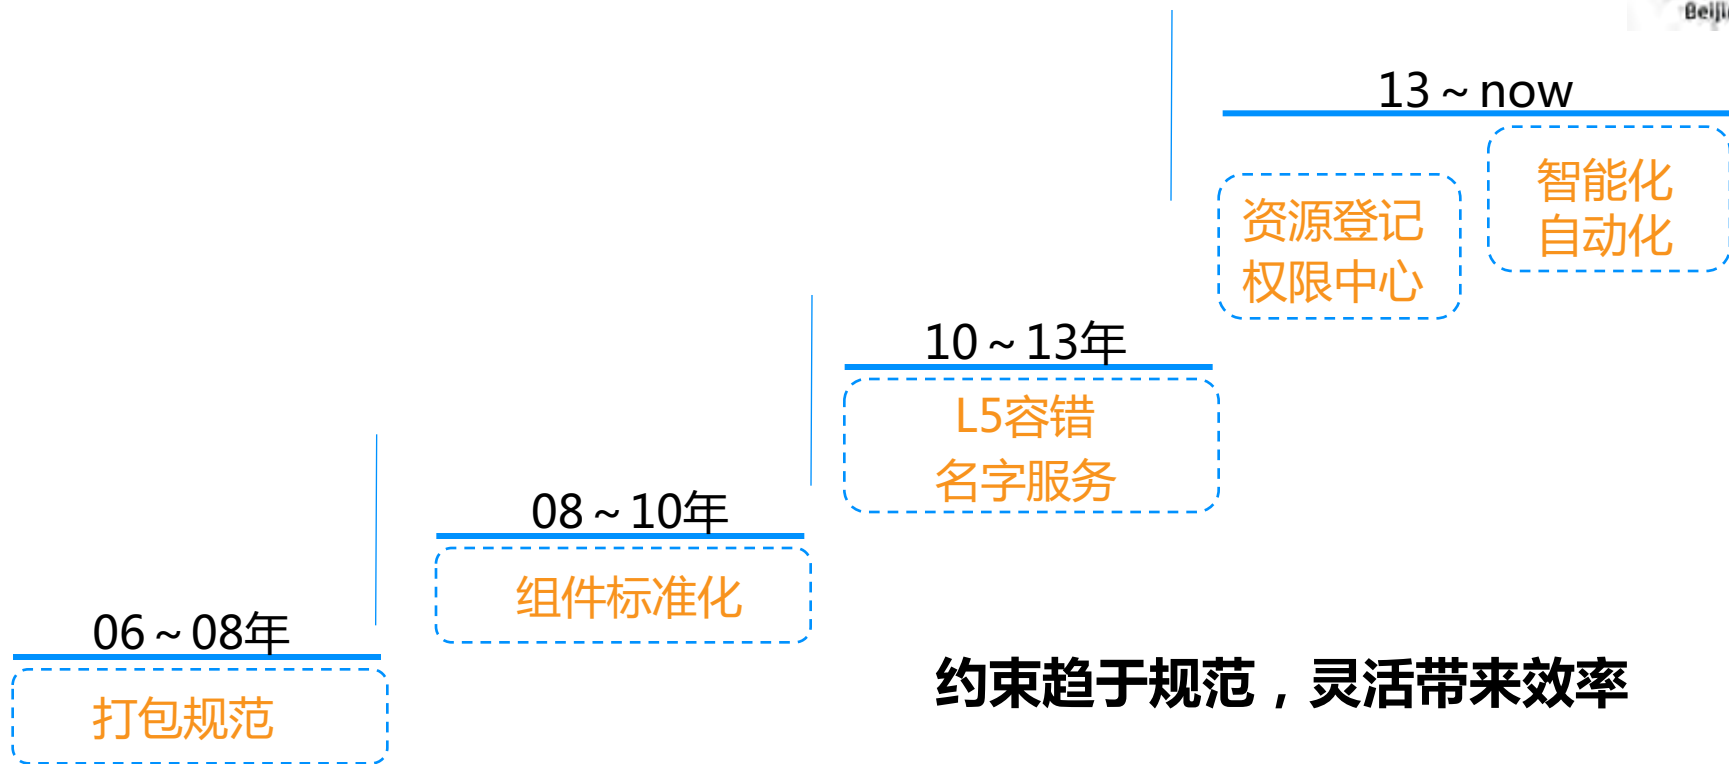 13～now
智能化
自动化
资源登记
权限中心
10～13年
L5容错
名字服务
08～10年
组件标准化
06～08年
打包规范
约束趋于规范，灵活带来效率